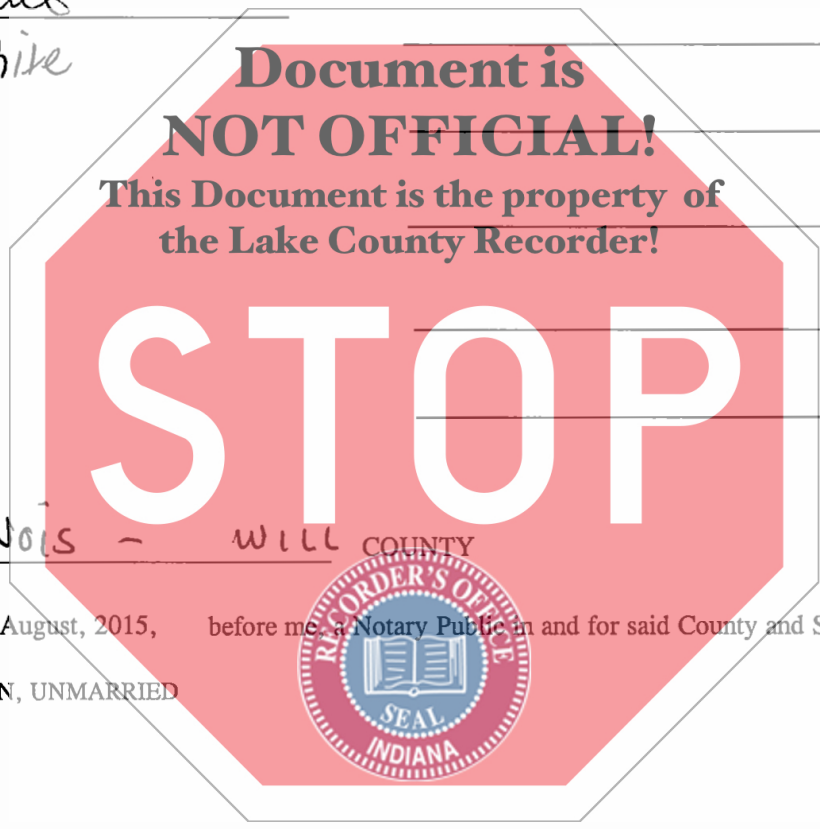 Document is
NOT OFFICIAL!
This Document is the property of
the Lake County Recorder!
STOP
WILL COUNTY
RECORDER'S OFFICE
August, 2015, before me, a Notary Public in and for said County and
SEAL
INDIANA
N, UNMARRIED